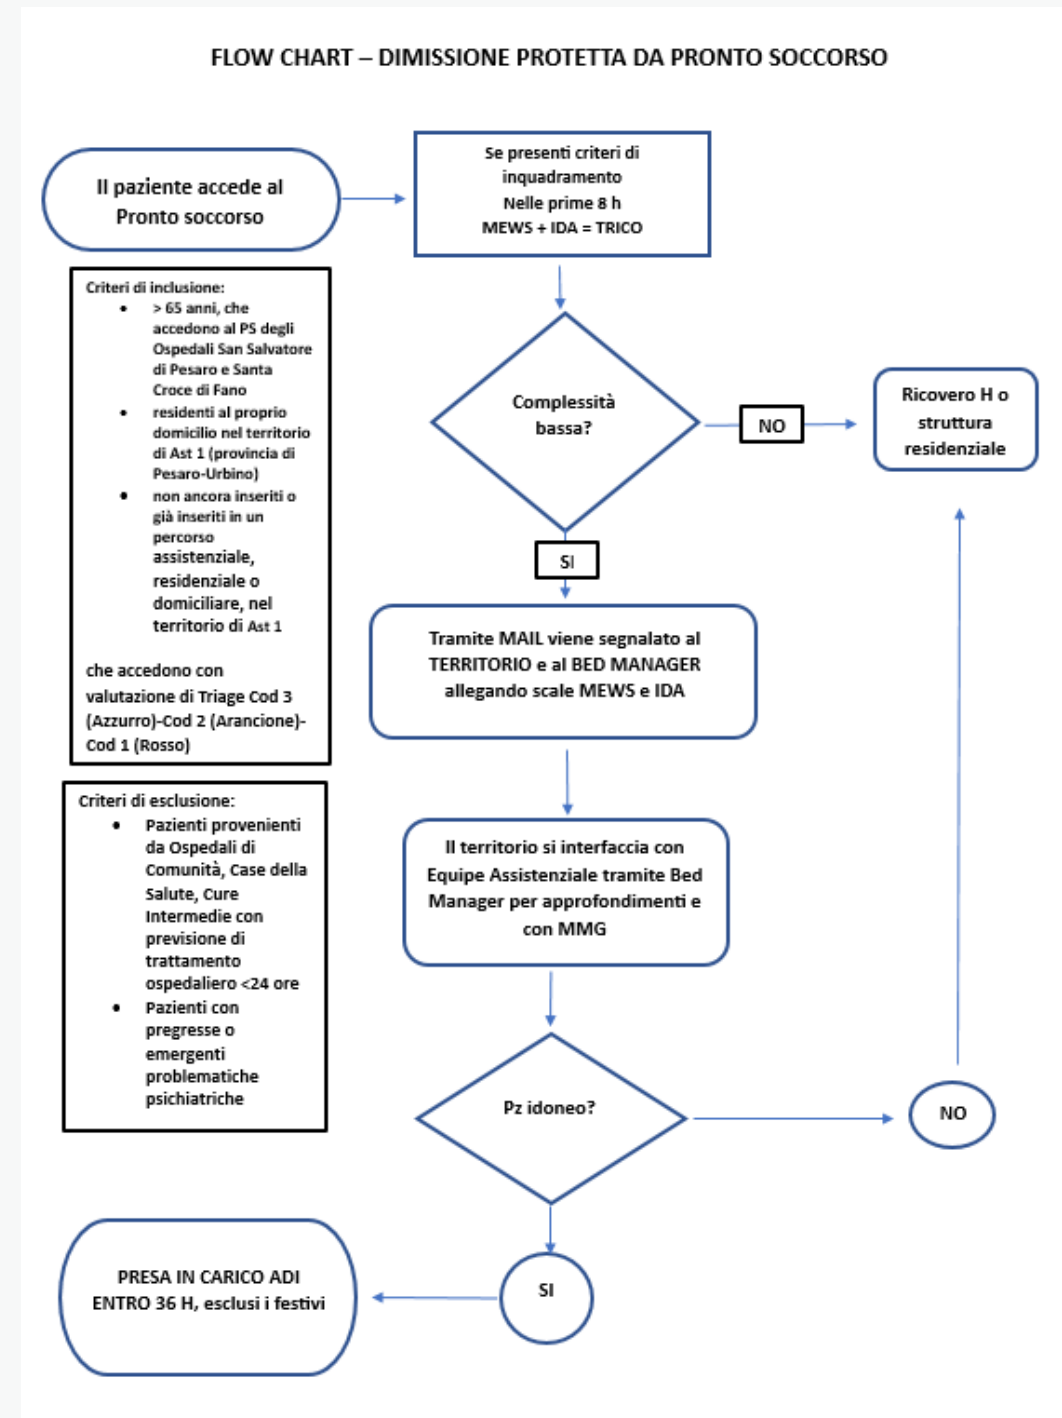 FLOW CHART – DIMISSIONE PROTETTA DA PRONTO SOCCORSO
Il paziente accede al
Pronto soccorso
Se presenti criteri di
inquadramento
Nelle prime 8 h
MEWS + IDA = TRICO
Criteri di inclusione:
• > 65 anni, che
accedono al PS degli
Ospedali San Salvatore
di Pesaro e Santa
Croce di Fano
• residenti al proprio
domicilio nel territorio
di Ast 1 (provincia di
Pesaro-Urbino)
• non ancora inseriti o
già inseriti in un
percorso
assistenziale,
residenziale o
domiciliare, nel
territorio di Ast 1
che accedono con
valutazione di Triage Cod 3
(Azzurro)-Cod 2 (Arancione)-
Cod 1 (Rosso)
Complessità
bassa?
NO
Ricovero H o
struttura
residenziale
SI
Tramite MAIL viene segnalato al
TERRITORIO e al BED MANAGER
allegando scale MEWS e IDA
Criteri di esclusione:
• Pazienti provenienti
da Ospedali di
Comunità, Case della
Salute, Cure
Intermedie con
previsione di
trattamento
ospedaliero <24 ore
• Pazienti con
pregresse o
emergenti
problematiche
psichiatriche
Il territorio si interfaccia con
Equipe Assistenziale tramite Bed
Manager per approfondimenti e
con MMG
Pz idoneo?
NO
SI
PRESA IN CARICO ADI
ENTRO 36 H, esclusi i festivi